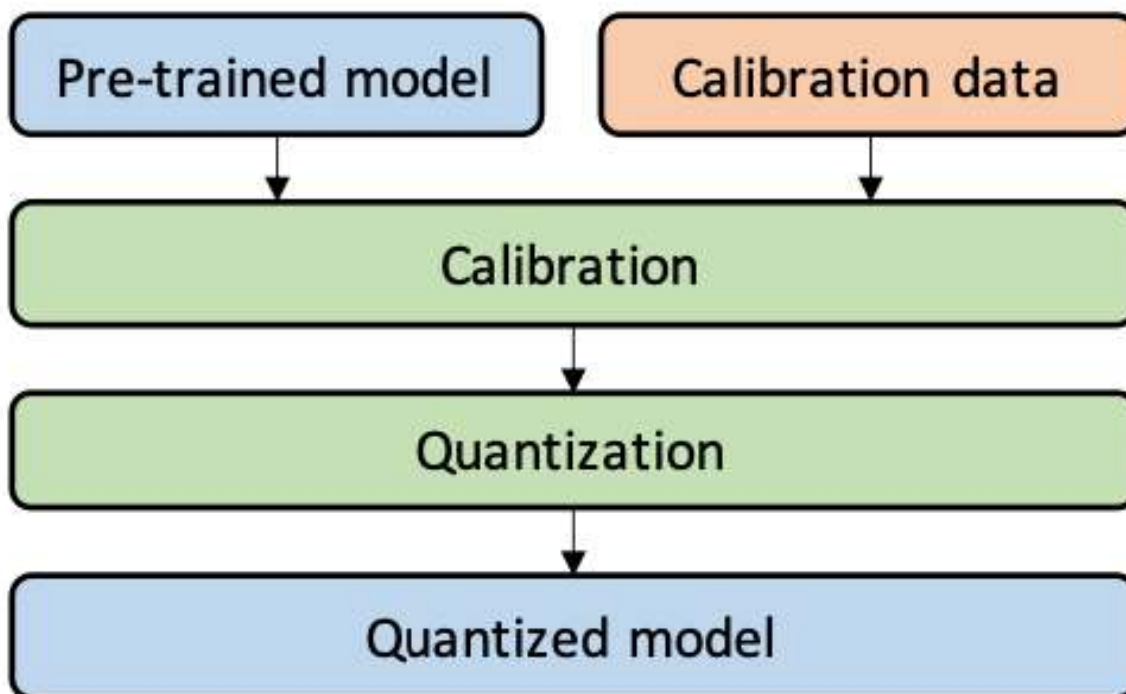 Pre-trained model
Calibration data
Calibration
Quantization
Quantized model